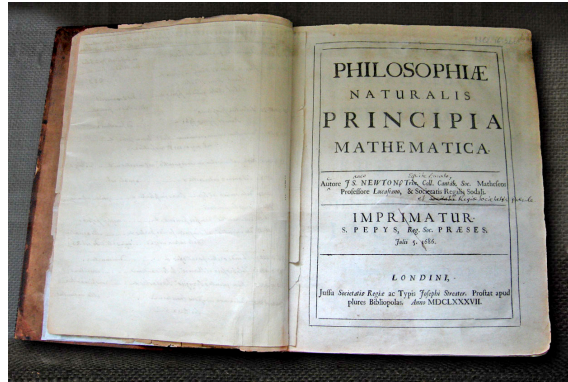 PHILOSOPHIÆ
NATURALIS
PRINCIPIA
MATHEMATICA.
Autore J S. NEWTON, Trin. Coll. Cantab. Soc. Matheseos
Professore Lucasiano, & Societatis Regalis Sodali.
IMPRIMATUR.
S. PEPYS, Reg. Soc. PRÆSES.
Julii 5. 1686.
LONDINI,
Jussu Societatis Regiæ ac Typis Josephi Streater. Prostat apud
plures Bibliopolas. Anno MDCLXXXVII.